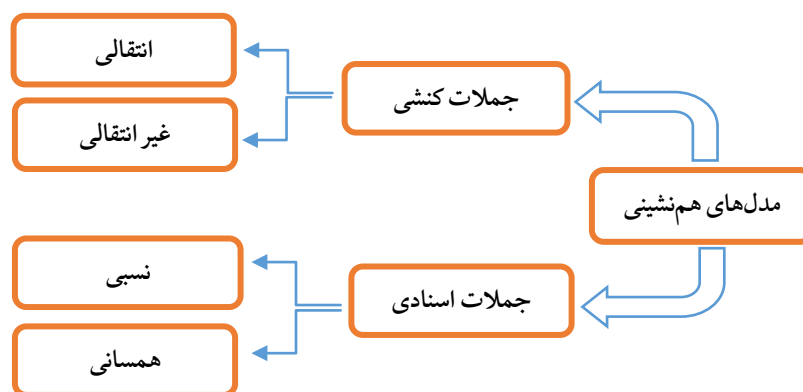 مدل‌های هم‌نشینی
جملات کنشی
انتقالی
غیر انتقالی
جملات اسنادی
نسبی
همسانی